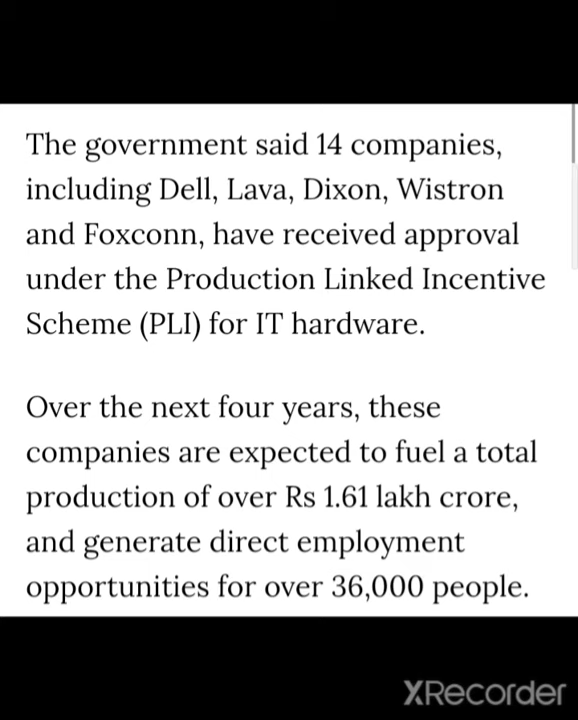 The government said 14 companies,
including Dell, Lava, Dixon, Wistron
and Foxconn, have received approval
under the Production Linked Incentive
Scheme (PLI) for IT hardware.
Over the next four years, these
companies are expected to fuel a total
production of over Rs 1.61 lakh crore,
and generate direct employment
opportunities for over 36,000 people.
XRecorder